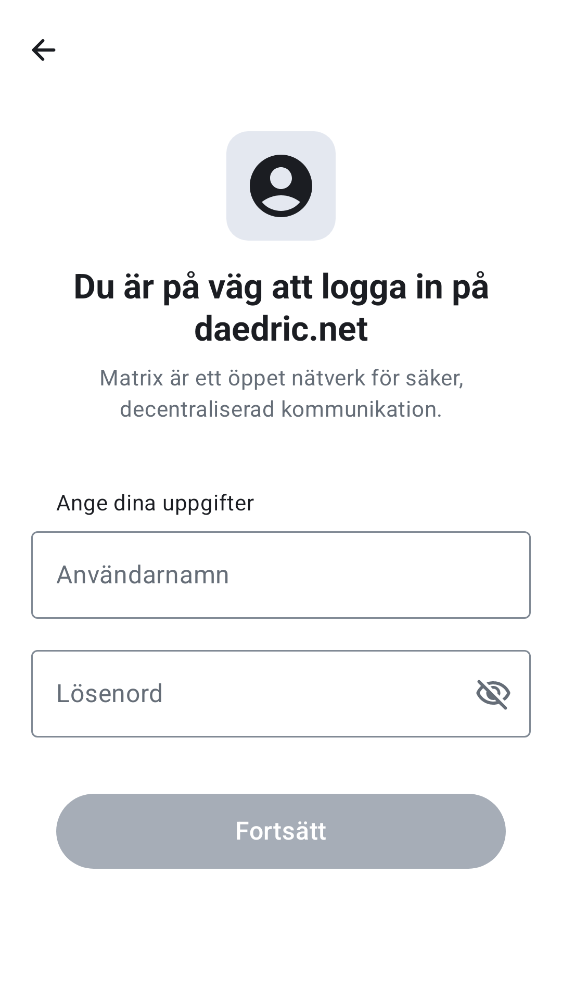 Du är på väg att logga in på
daedric.net
Matrix är ett öppet nätverk för säker,
decentraliserad kommunikation.
Ange dina uppgifter
Användarnamn
Lösenord
Fortsätt